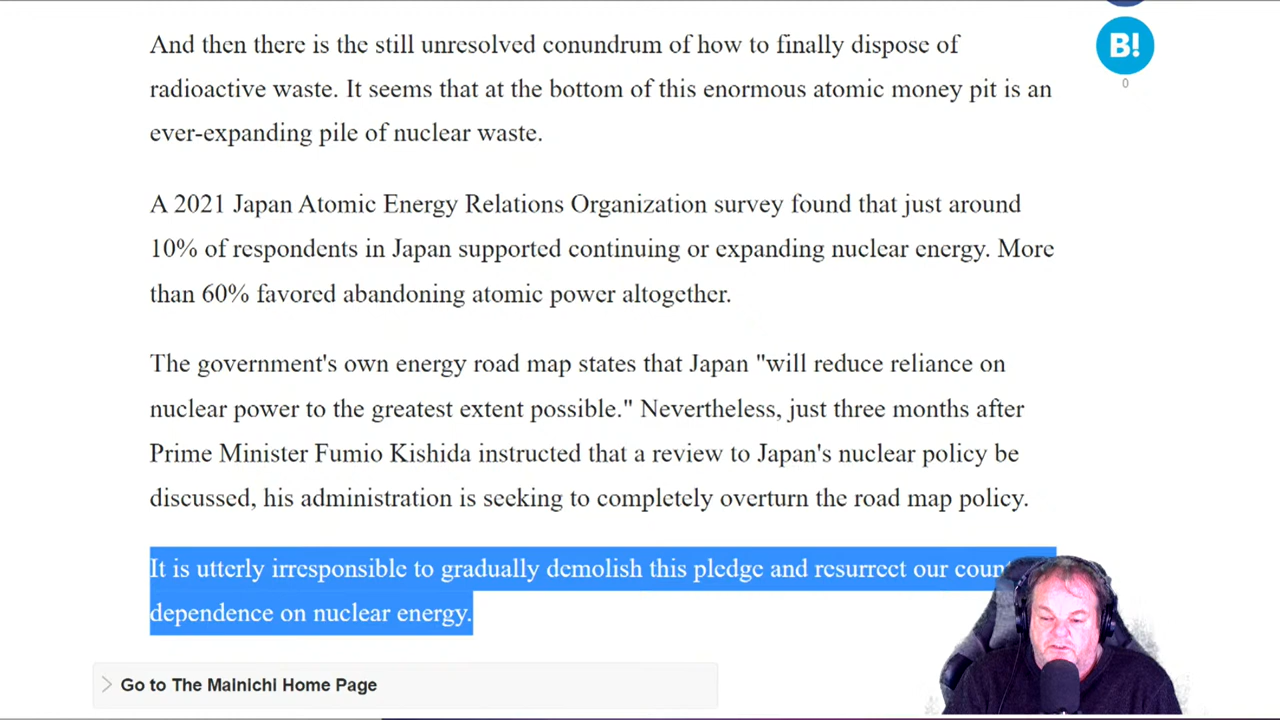 And then there is the still unresolved conundrum of how to finally dispose of
B!
radioactive waste. It seems that at the bottom of this enormous atomic money pit is an
0
ever-expanding pile of nuclear waste.
A 2021 Japan Atomic Energy Relations Organization survey found that just around
10% of respondents in Japan supported continuing or expanding nuclear energy. More
than 60% favored abandoning atomic power altogether.
The government's own energy road map states that Japan "will reduce reliance on
nuclear power to the greatest extent possible." Nevertheless, just three months after
Prime Minister Fumio Kishida instructed that a review to Japan's nuclear policy be
discussed, his administration is seeking to completely overturn the road map policy.
It is utterly irresponsible to gradually demolish this pledge and resurrect our
dependence on nuclear energy.
Go to The Mainichi Home Page